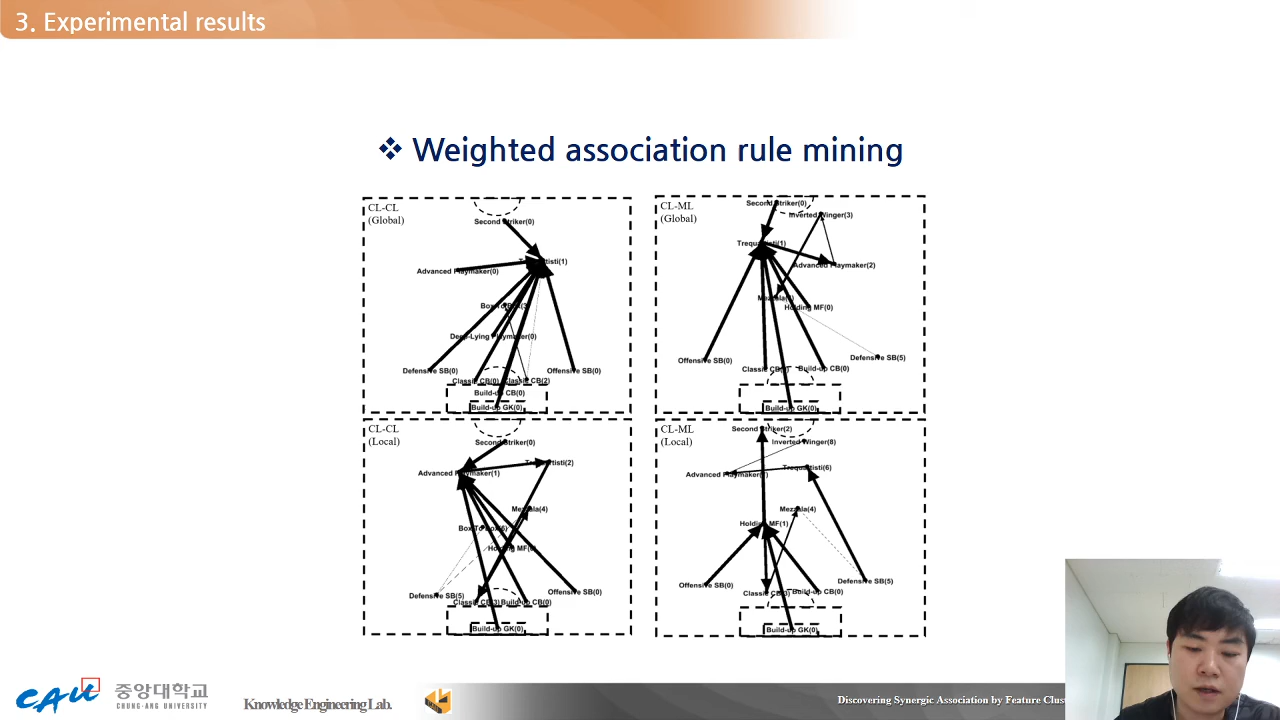 3. Experimental results
❖ Weighted association rule mining
CL-CL
(Global)
Second Striker(0)
Advanced Playmaker(0)
Deep-Lying Playmaker(0)
Defensive SB(0)
Offensive SB(0)
Classic CB(0)
Classic CB(2)
Build-up CB(0)
Build-up GK(0)
CL-ML
(Global)
Second Striker(0)
Inverted Winger(3)
Advanced Playmaker(2)
Holding MF(0)
Offensive SB(0)
Defensive SB(5)
Build-up CB(0)
Build-up GK(0)
CL-CL
(Local)
Second Striker(0)
Advanced Playmaker(1)
Mezzala(4)
Defensive SB(5)
Offensive SB(0)
Build-up CB(0)
Build-up GK(0)
CL-ML
(Local)
Second Striker(2)
Inverted Winger(8)
Trequartisti(6)
Mezzala(4)
Holding MF(1)
Offensive SB(0)
Defensive SB(5)
Build-up CB(0)
Build-up GK(0)
CAU 중앙대학교
CHUNG-ANG UNIVERSITY
Knowledge Engineering Lab.
Discovering Synergic Association by Feature